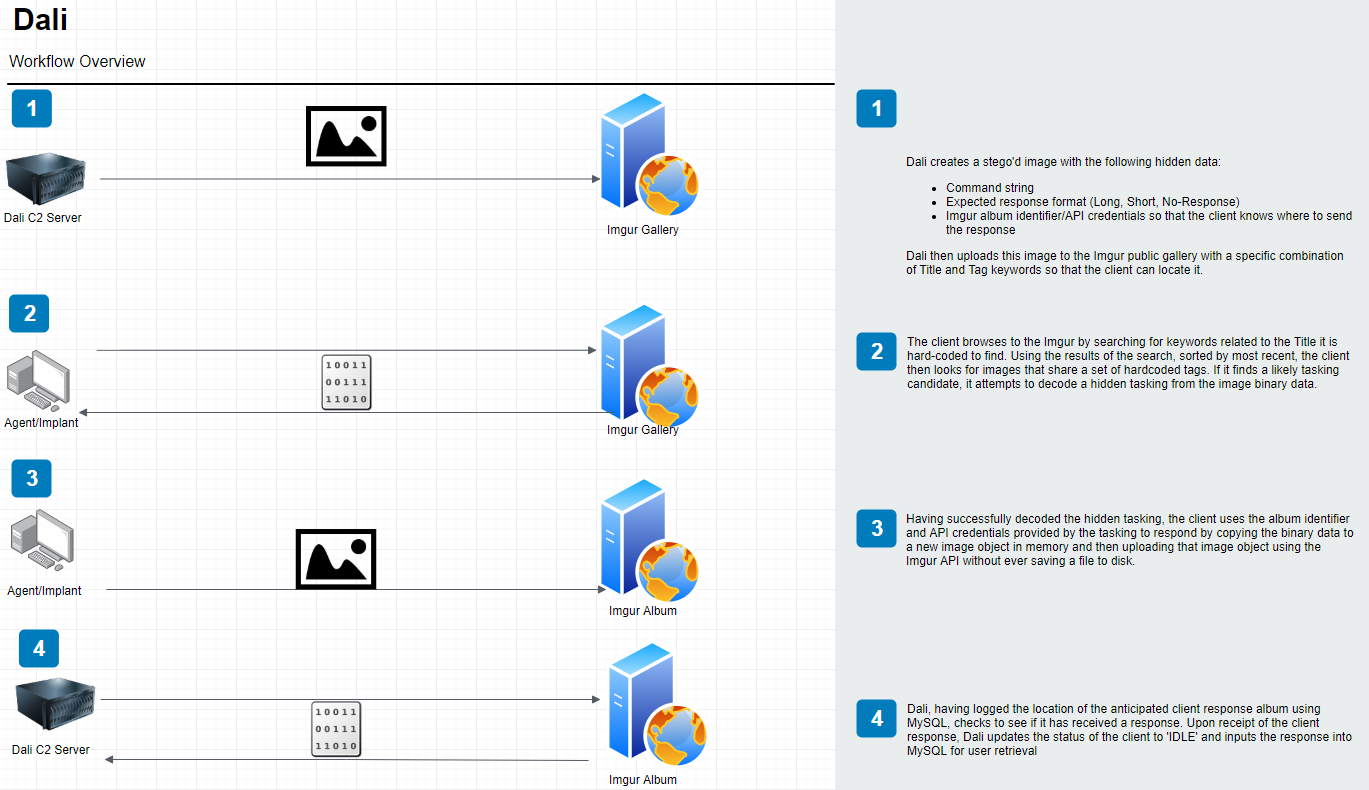 Dali
Workflow Overview
1
Dali C2 Server
Imgur Gallery
1
Dali creates a stego'd image with the following hidden data:
• Command string
• Expected response format (Long, Short, No-Response)
• Imgur album identifier/API credentials so that the client knows where to send
the response
Dali then uploads this image to the Imgur public gallery with a specific combination
of Title and Tag keywords so that the client can locate it.
2
10011
00111
11010
Agent/Implant
Imgur Gallery
2
The client browses to the Imgur by searching for keywords related to the Title it is
hard-coded to find. Using the results of the search, sorted by most recent, the client
then looks for images that share a set of hardcoded tags. If it finds a likely tasking
candidate, it attempts to decode a hidden tasking from the image binary data.
3
Agent/Implant
Imgur Album
3
Having successfully decoded the hidden tasking, the client uses the album identifier
and API credentials provided by the tasking to respond by copying the binary data to
a new image object in memory and then uploading that image object using the
Imgur API without ever saving a file to disk.
4
10011
00111
11010
Dali C2 Server
Imgur Album
4
Dali, having logged the location of the anticipated client response album using
MySQL, checks to see if it has received a response. Upon receipt of the client
response, Dali updates the status of the client to 'IDLE' and inputs the response into
MySQL for user retrieval